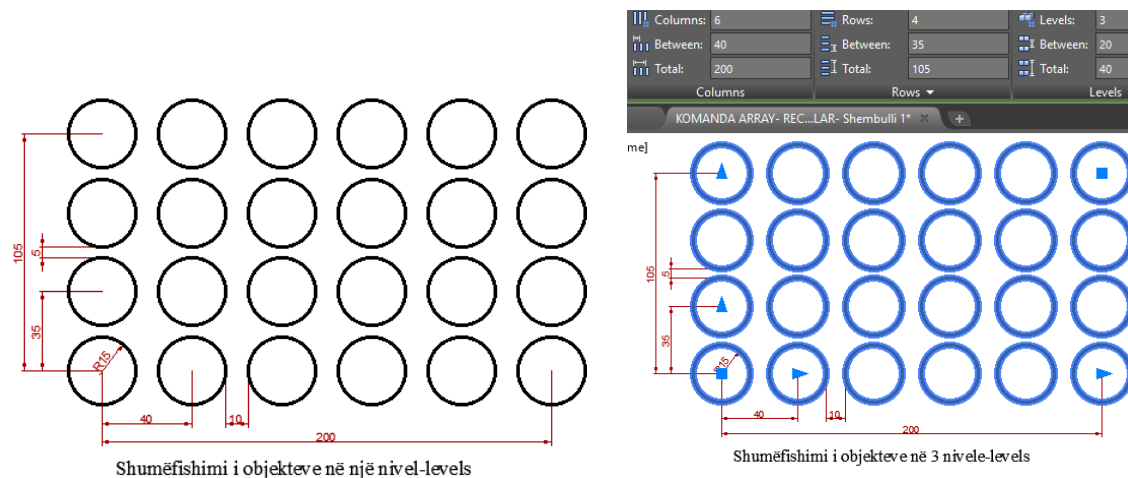 Columns: 6 Rows: 4 Levels: 3
Between: 40 Between: 35 Between: 20
Total: 200 Total: 105 Total: 40
Columns Rows Levels
KOMANDA ARRAY- REC...LAR- Shembulli 1*
me]
105
5
35
R15
40
10
200
Shumëfishimi i objekteve në një nivel-levels
105
5
35
R15
40
10
200
Shumëfishimi i objekteve në 3 nivele-levels